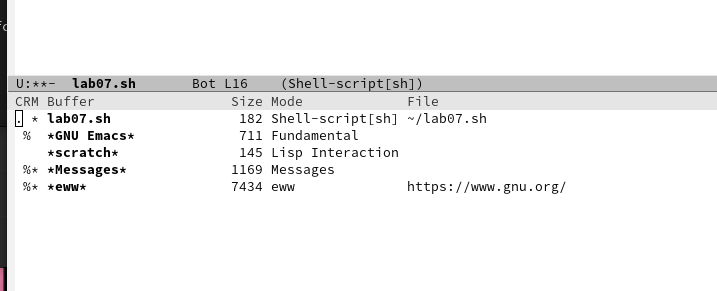 U:**-  lab07.sh       Bot L16    (Shell-script[sh])
CRM Buffer                 Size Mode             File
. * lab07.sh                182 Shell-script[sh] ~/lab07.sh
 %  *GNU Emacs*             711 Fundamental
    *scratch*               145 Lisp Interaction
 %* *Messages*             1169 Messages
 %* *eww*                  7434 eww              https://www.gnu.org/